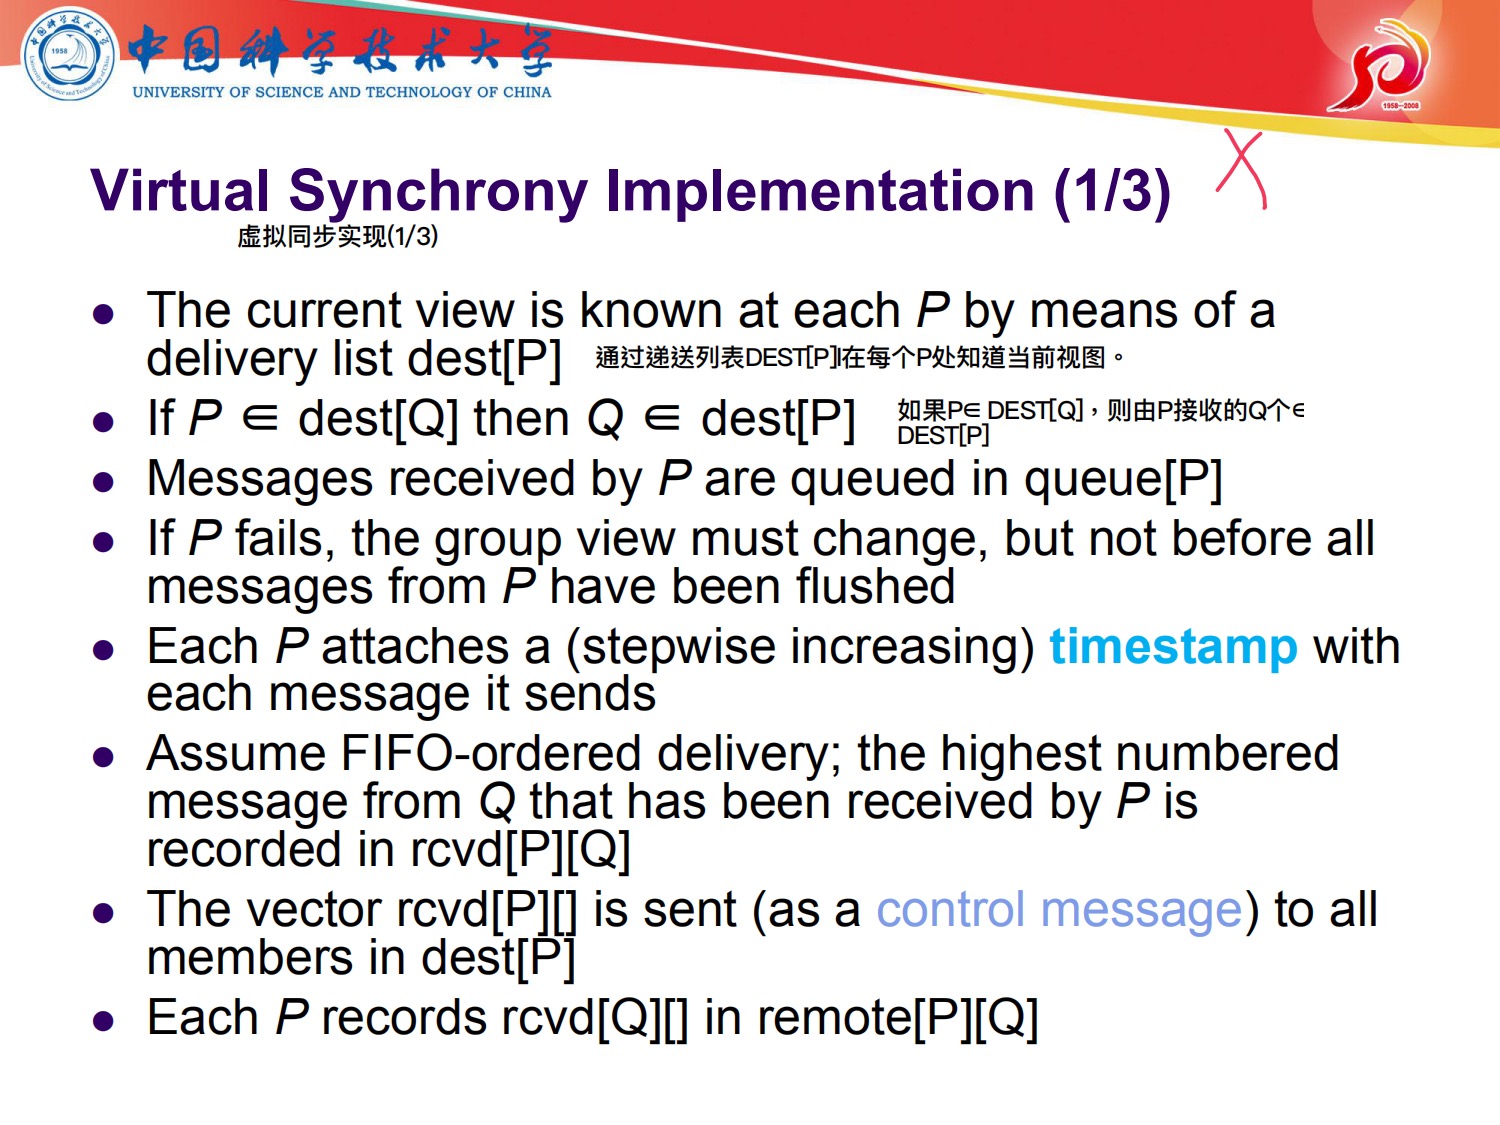 中国科学技术大学
UNIVERSITY OF SCIENCE AND TECHNOLOGY OF CHINA
1958
1958-2008
Virtual Synchrony Implementation (1/3)
虚拟同步实现(1/3)
● The current view is known at each P by means of a
delivery list dest[P]
通过递送列表DEST[P]I在每个P处知道当前视图。
● If P ∈ dest[Q] then Q ∈ dest[P]
如果P∈ DEST[Q]，则由P接收的Q个∈
DEST[P]
● Messages received by P are queued in queue[P]
● If P fails, the group view must change, but not before all
messages from P have been flushed
● Each P attaches a (stepwise increasing) timestamp with
each message it sends
● Assume FIFO-ordered delivery; the highest numbered
message from Q that has been received by P is
recorded in rcvd[P][Q]
● The vector rcvd[P][] is sent (as a control message) to all
members in dest[P]
● Each P records rcvd[Q][] in remote[P][Q]